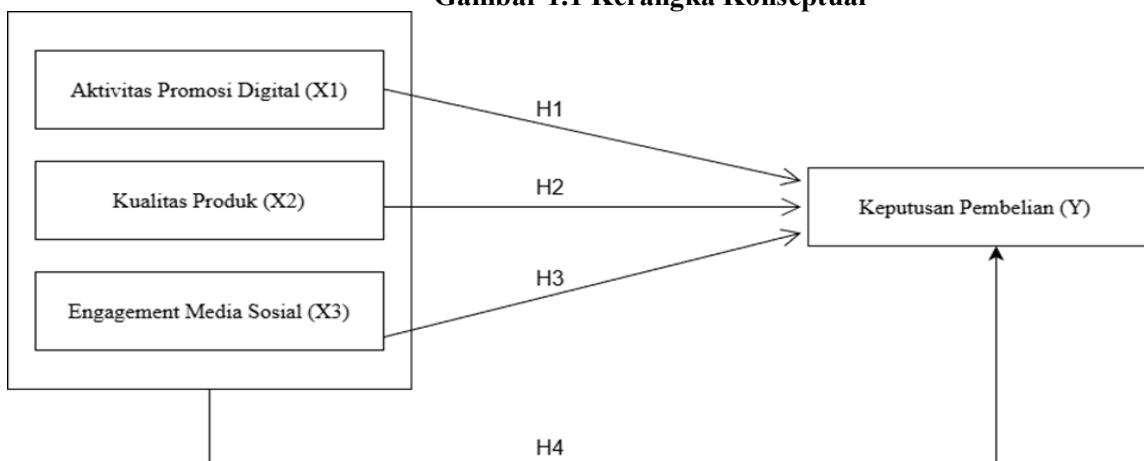 Gambar 1.1 Kerangka Konseptual
Aktivitas Promosi Digital (X1)
H1
Kualitas Produk (X2)
H2
Keputusan Pembelian (Y)
H3
Engagement Media Sosial (X3)
H4